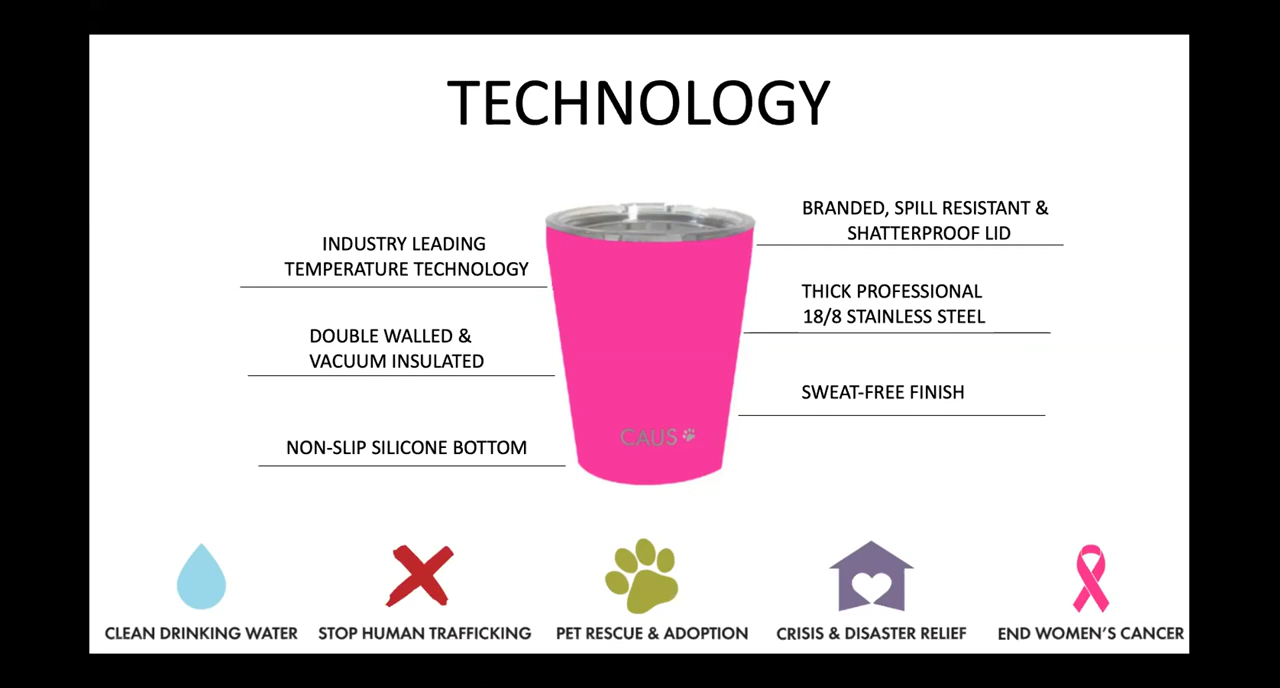 TECHNOLOGY
INDUSTRY LEADING
TEMPERATURE TECHNOLOGY
DOUBLE WALLED &
VACUUM INSULATED
NON-SLIP SILICONE BOTTOM
BRANDED, SPILL RESISTANT &
SHATTERPROOF LID
THICK PROFESSIONAL
18/8 STAINLESS STEEL
SWEAT-FREE FINISH
CAUS
CLEAN DRINKING WATER
STOP HUMAN TRAFFICKING
PET RESCUE & ADOPTION
CRISIS & DISASTER RELIEF
END WOMEN'S CANCER